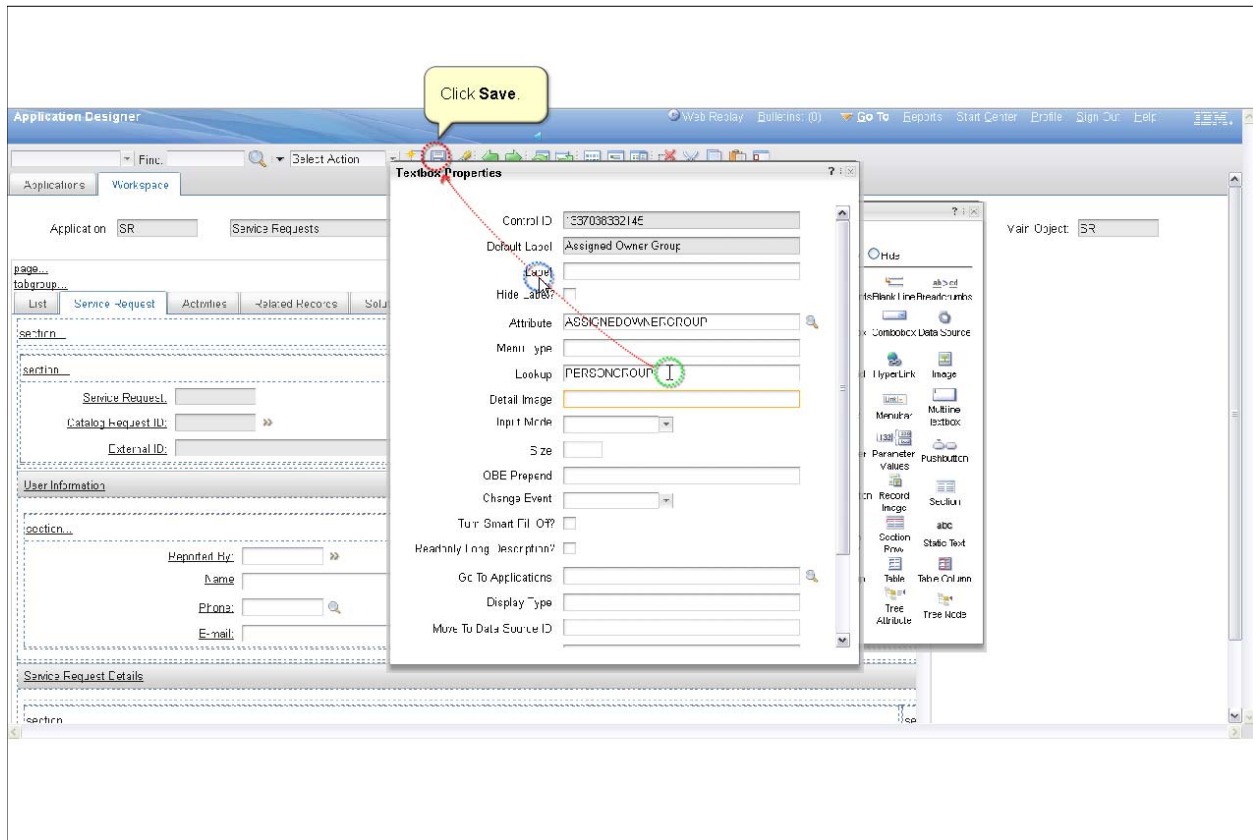 Click Save.
Application Designer
Web Replay Bulletins: (0) Go To Reports Start Center Profile Sign Out Help IBM.
Find: Select Action
Applications Workspace
Application SR Service Requests
Main Object: SR
page...
tabgroup...
List Service Request Activities Related Records Solu
section...
section...
Service Request:
Catalog Request ID:
External ID:
User Information
section...
Reported By:
Name
Phone:
E-mail:
Service Request Details
section
se
Textbox Properties
Control ID 1337038332145
Default Label Assigned Owner Group
Label
Hide Label?
Attribute ASSIGNEDOWNERGROUP
Menu Type
Lookup PERSONGROUP
Detail Image
Input Mode
Size
QBE Prepend
Change Event
Turn Smart Fill Off?
Readonly Long Description?
Go To Applications
Display Type
Move To Data Source ID
Hide
Blank Line Breadcrumbs
Combobox Data Source
HyperLink Image
Menubar Multiline textbox
Parameter Values Pushbutton
Record Image Section
Section Row Static Text
Table Table Column
Tree Attribute Tree Node